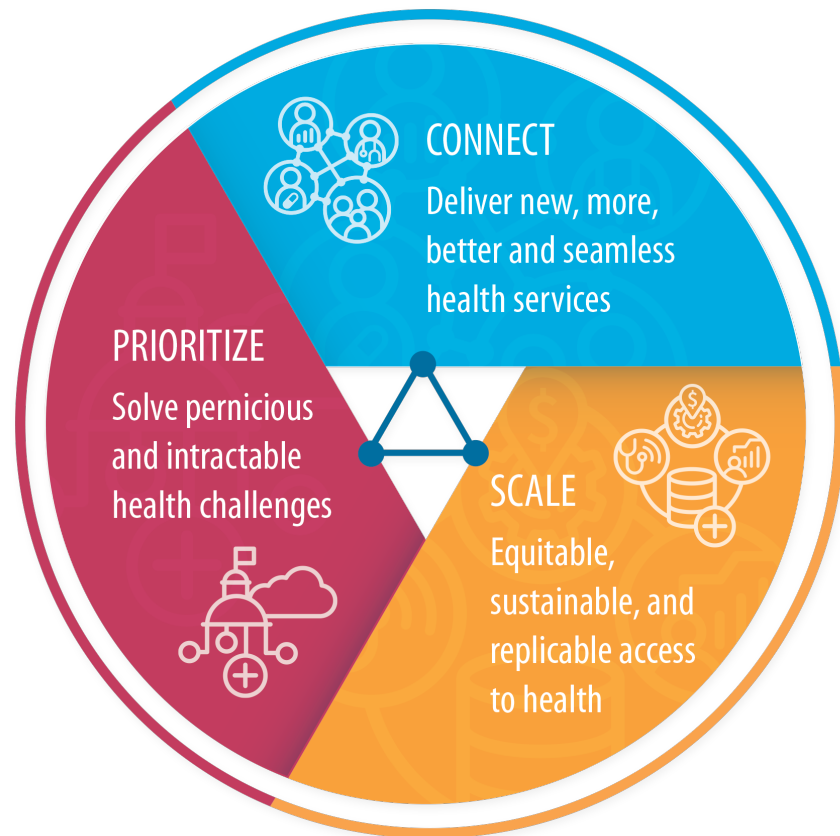 CONNECT
Deliver new, more,
better and seamless
health services
PRIORITIZE
Solve pernicious
and intractable
health challenges
$
SCALE
Equitable,
sustainable, and
replicable access
to health